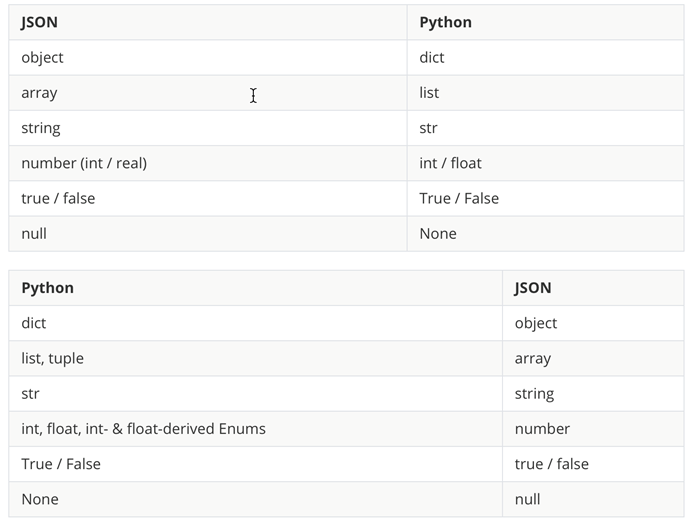 JSON Python
object dict
array list
string str
number (int / real) int / float
true / false True / False
null None
Python JSON
dict object
list, tuple array
str string
int, float, int- & float-derived Enums number
True / False true / false
None null